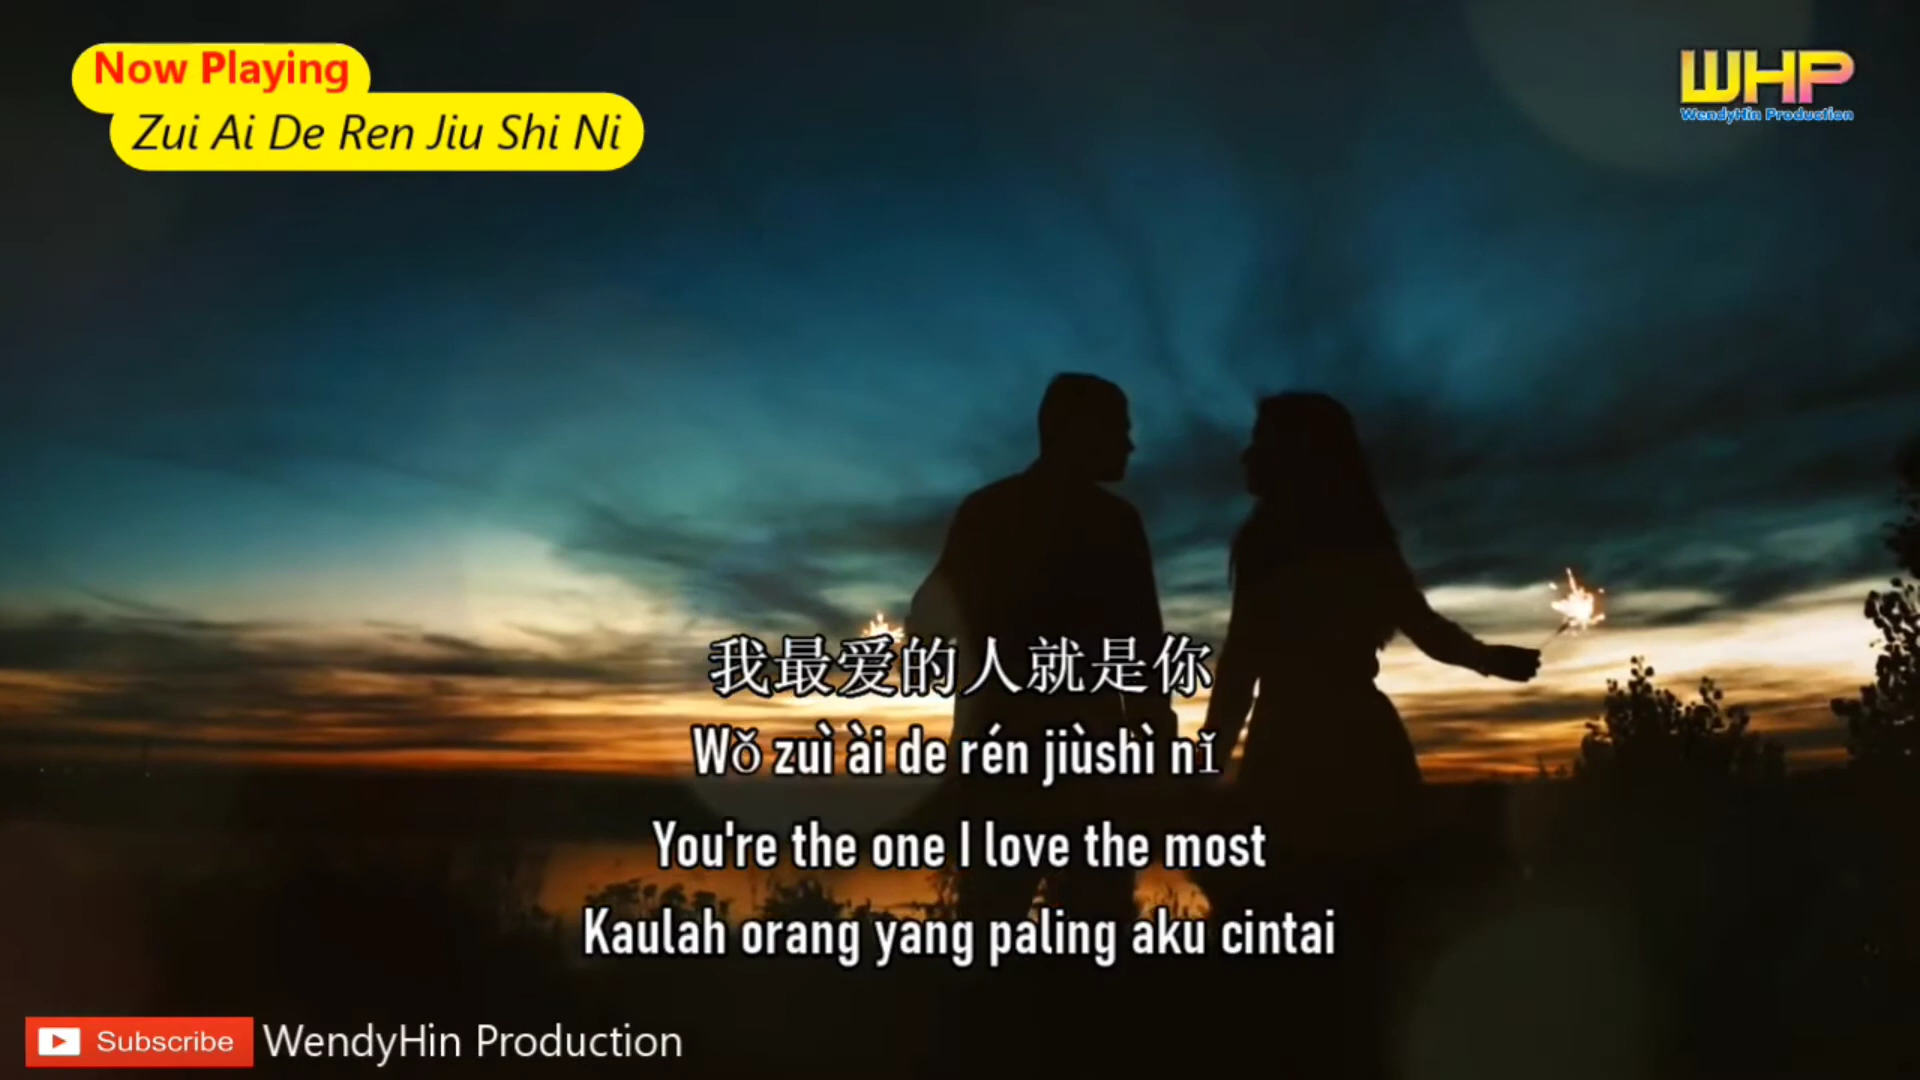 Now Playing
Zui Ai De Ren Jiu Shi Ni
WHP
WendyHin Production
我最爱的人就是你
Wǒ zuì ài de rén jiùshì nǐ
You're the one I love the most
Kaulah orang yang paling aku cintai
Subscribe WendyHin Production